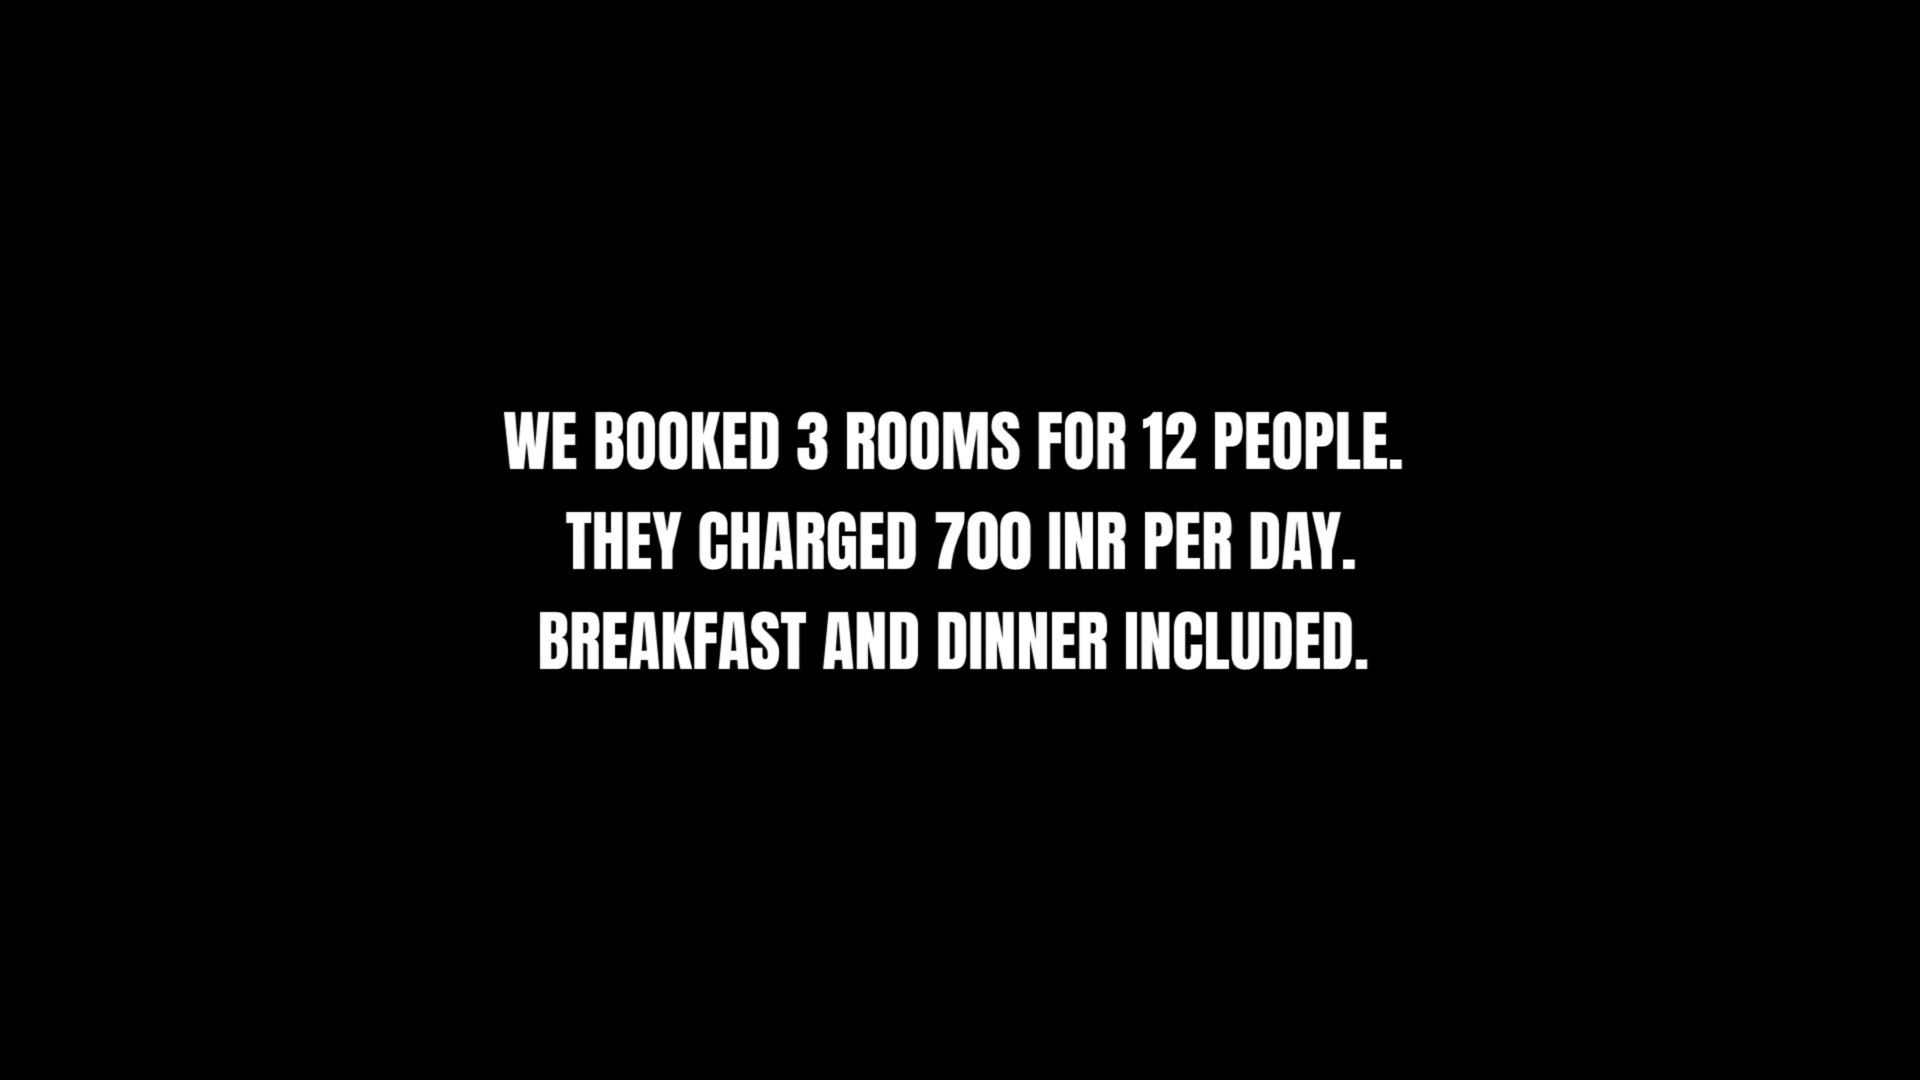 WE BOOKED 3 ROOMS FOR 12 PEOPLE.
THEY CHARGED 700 INR PER DAY.
BREAKFAST AND DINNER INCLUDED.